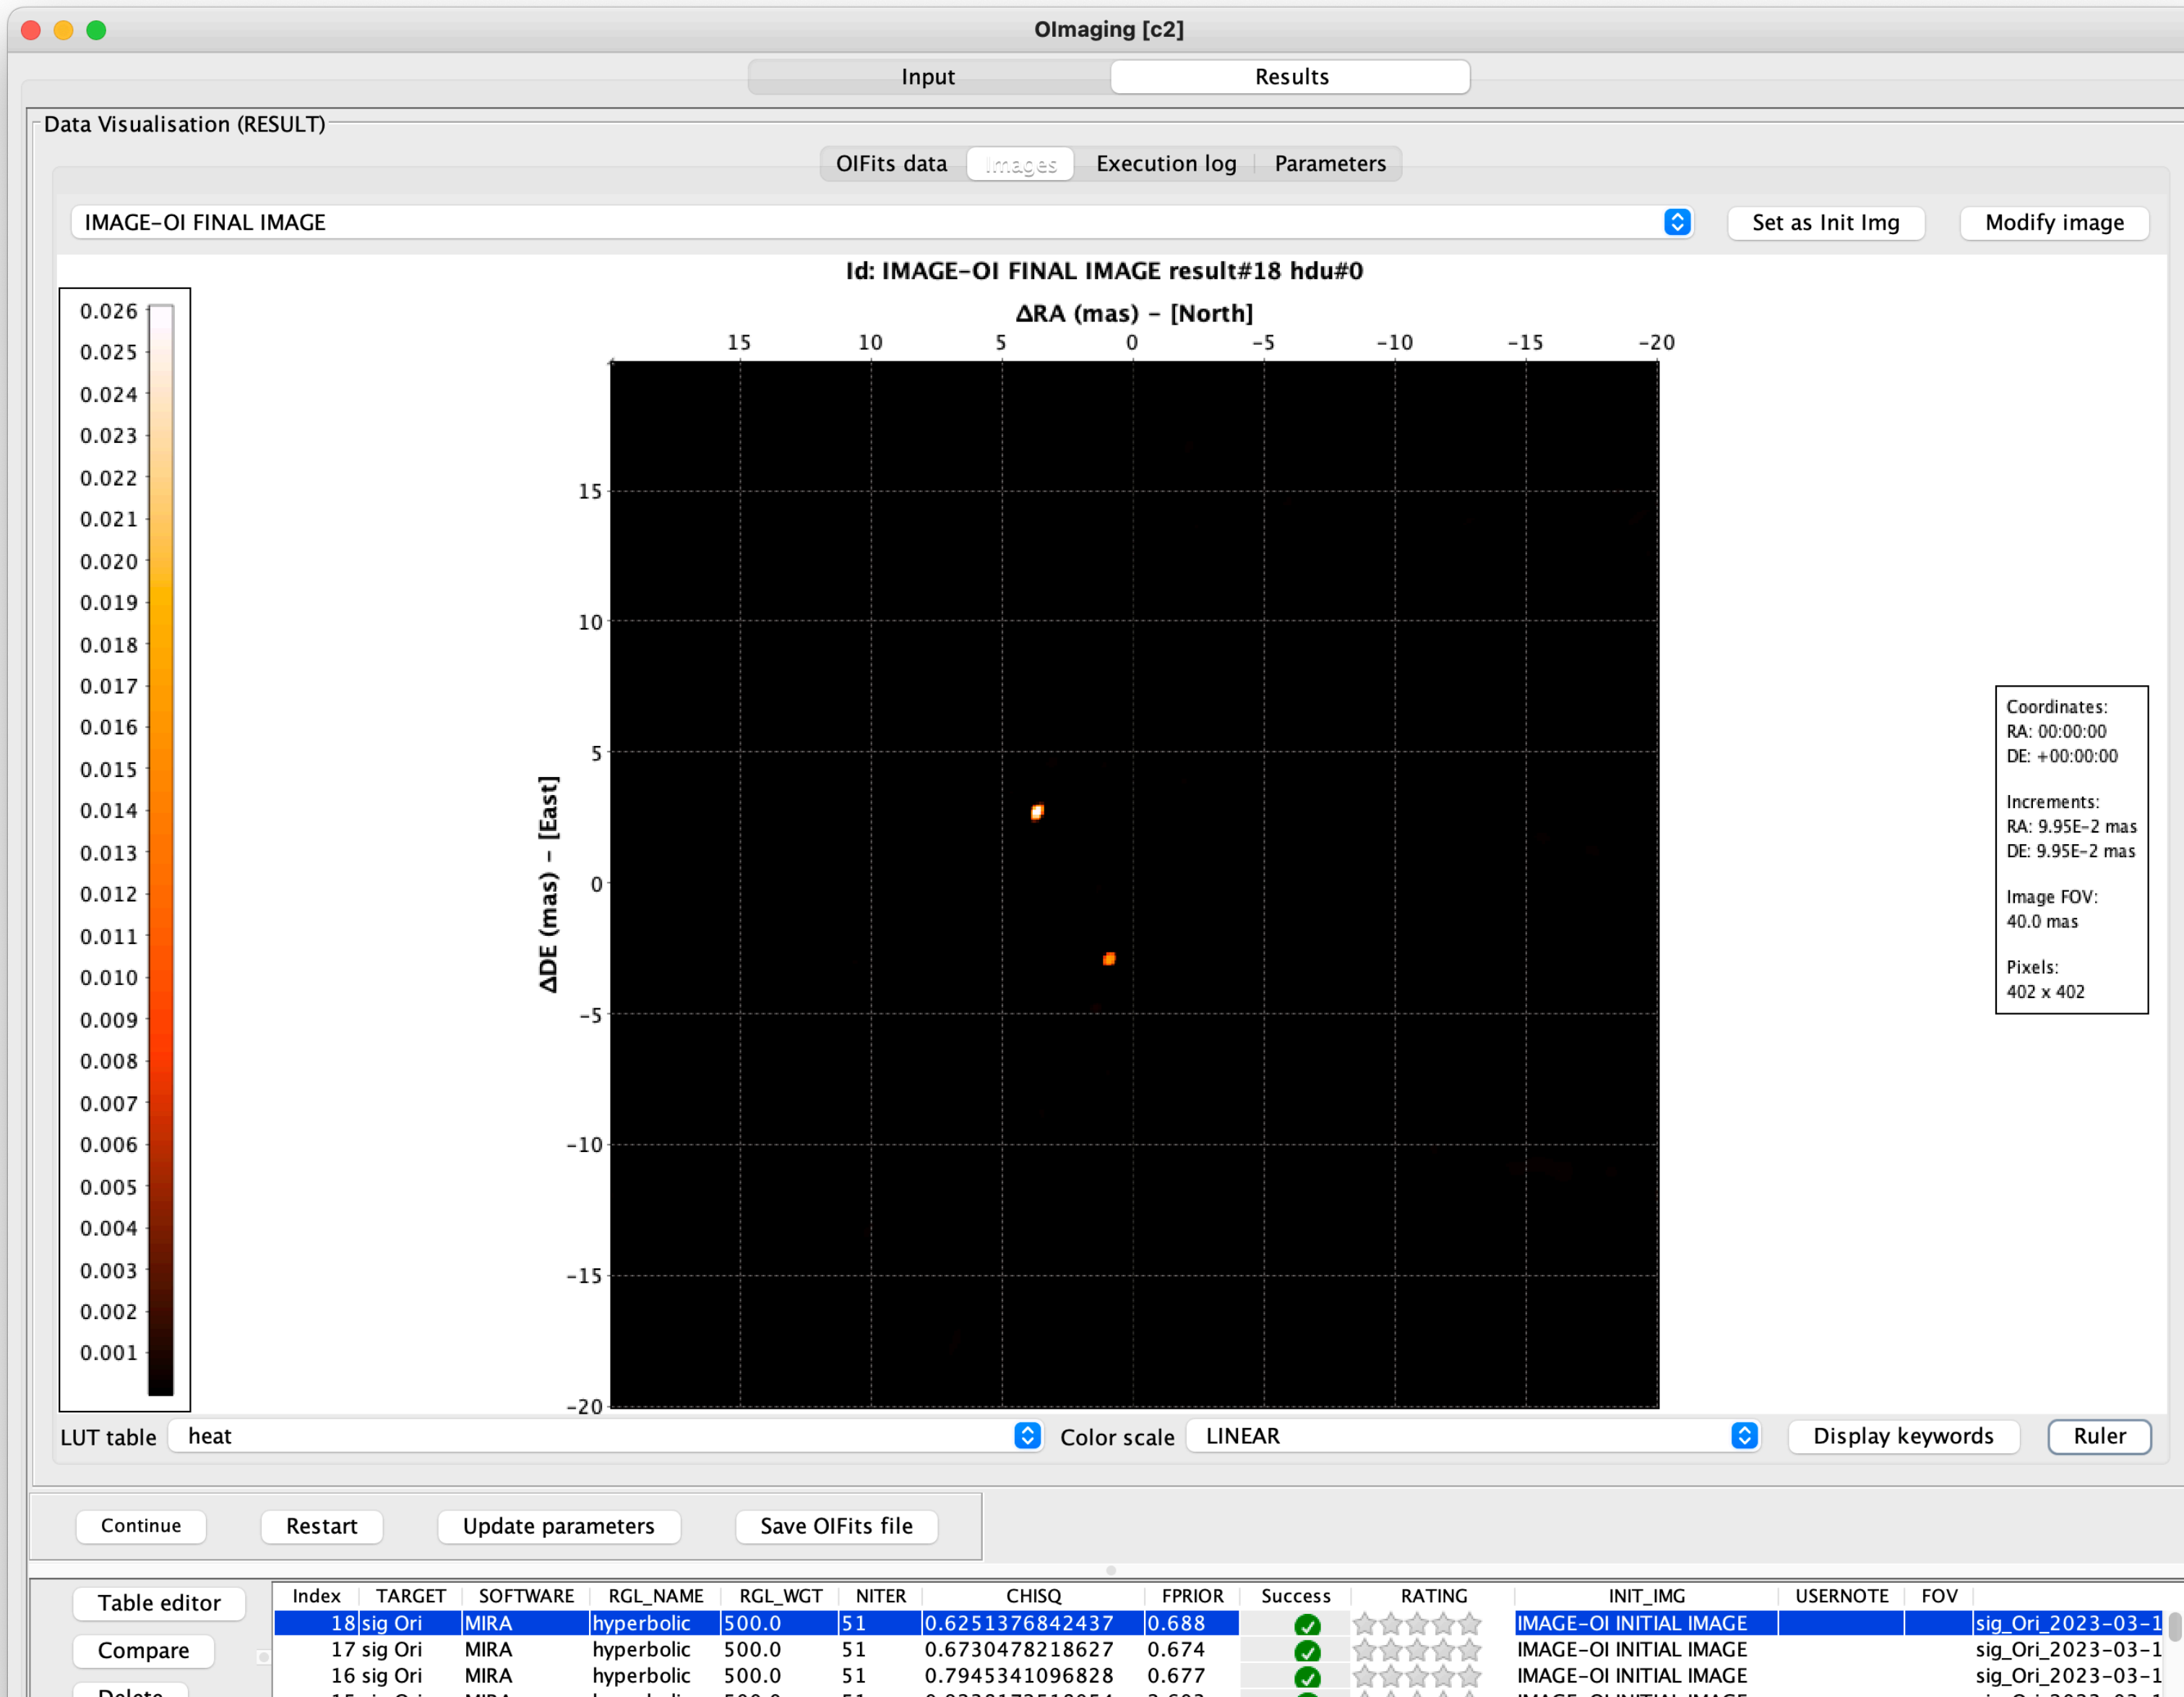 OImaging [c2]
Input Results
Data Visualisation (RESULT)
OIFits data Images Execution log Parameters
IMAGE-OI FINAL IMAGE Set as Init Img Modify image
Id: IMAGE-OI FINAL IMAGE result#18 hdu#0
ΔRA (mas) - [North]
15 10 5 0 -5 -10 -15 -20
0.026
0.025
0.024
0.023
0.022
0.021
0.020
0.019
0.018
0.017
0.016
0.015
0.014
0.013
0.012
0.011
0.010
0.009
0.008
0.007
0.006
0.005
0.004
0.003
0.002
0.001
ΔDE (mas) - [East]
15
10
5
0
-5
-10
-15
-20
Coordinates:
RA: 00:00:00
DE: +00:00:00
Increments:
RA: 9.95E-2 mas
DE: 9.95E-2 mas
Image FOV:
40.0 mas
Pixels:
402 x 402
LUT table heat Color scale LINEAR Display keywords Ruler
Continue Restart Update parameters Save OIFits file
Table editor
Compare
Delete
Index TARGET SOFTWARE RGL_NAME RGL_WGT NITER CHISQ FPRIOR Success RATING INIT_IMG USERNOTE FOV
18 sig Ori MIRA hyperbolic 500.0 51 0.6251376842437 0.688 IMAGE-OI INITIAL IMAGE sig_Ori_2023-03-1
17 sig Ori MIRA hyperbolic 500.0 51 0.6730478218627 0.674 IMAGE-OI INITIAL IMAGE sig_Ori_2023-03-1
16 sig Ori MIRA hyperbolic 500.0 51 0.7945341096828 0.677 IMAGE-OI INITIAL IMAGE sig_Ori_2023-03-1